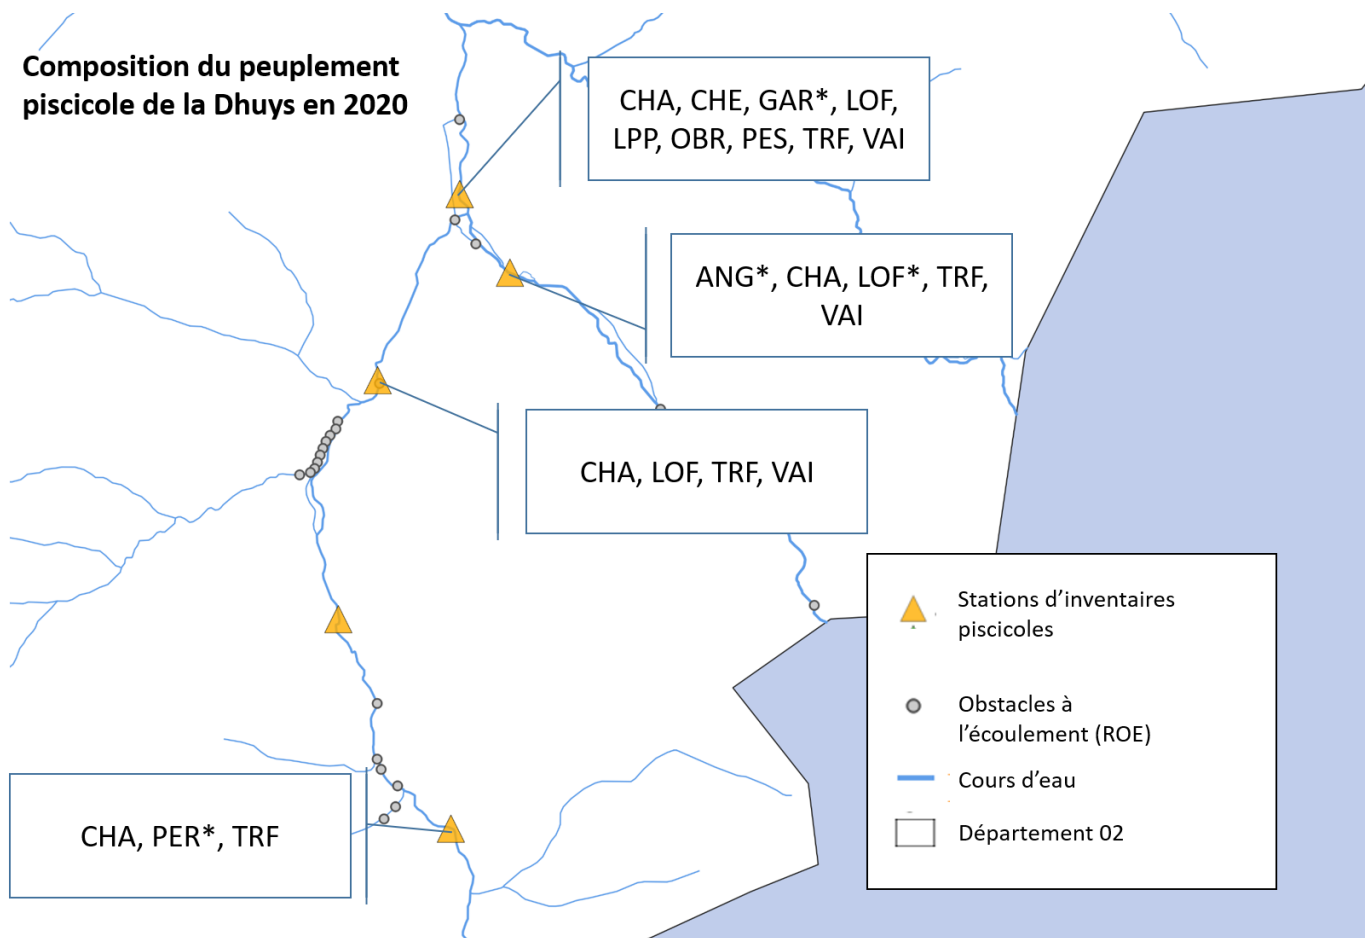 Composition du peuplement
piscicole de la Dhuys en 2020
CHA, CHE, GAR*, LOF,
LPP, OBR, PES, TRF, VAI
ANG*, CHA, LOF*, TRF,
VAI
CHA, LOF, TRF, VAI
CHA, PER*, TRF
Stations d’inventaires
piscicoles
Obstacles à
l’écoulement (ROE)
Cours d’eau
Département 02